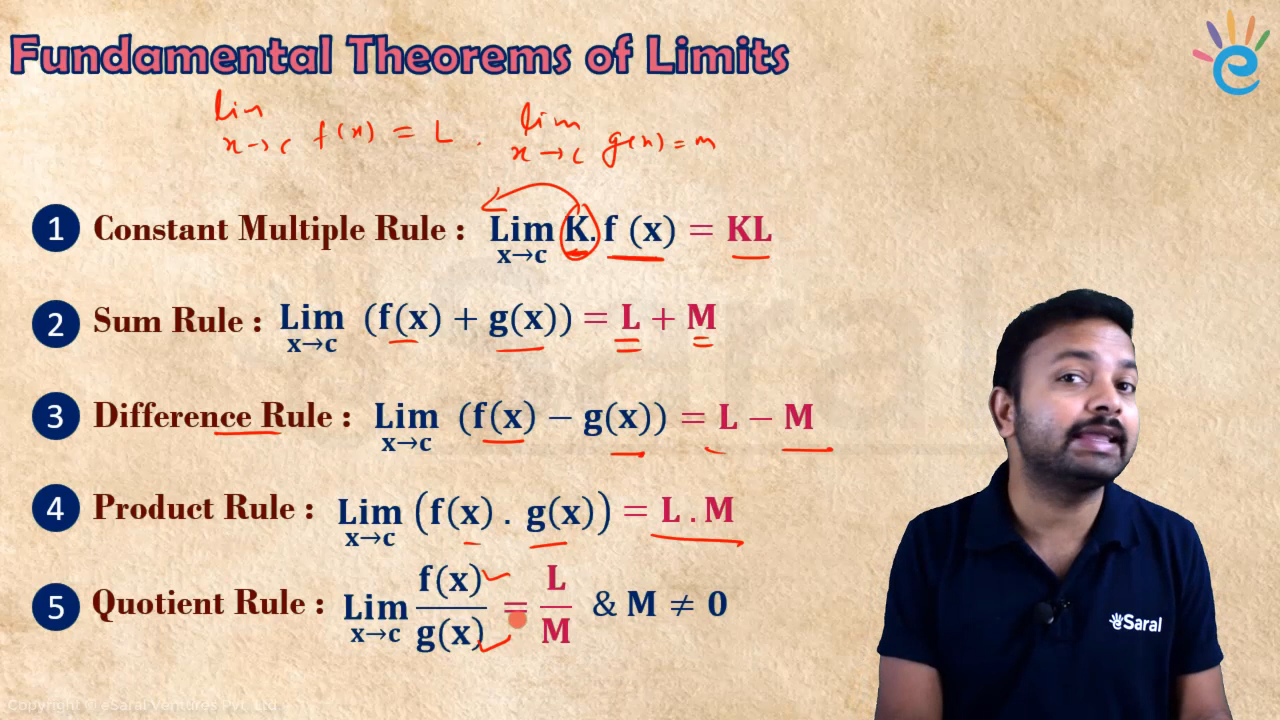 Fundamental Theorems of Limits
lim x→c f(x) = L . lim x→c g(x) = m
1 Constant Multiple Rule : Lim x→c K. f (x) = KL
2 Sum Rule : Lim x→c (f(x) + g(x)) = L + M
3 Difference Rule : Lim x→c (f(x) − g(x)) = L − M
4 Product Rule : Lim x→c (f(x) . g(x)) = L . M
5 Quotient Rule : Lim x→c f(x)/g(x) = L/M & M ≠ 0
eSaral
Copyright © eSaral Ventures Pvt. Ltd.